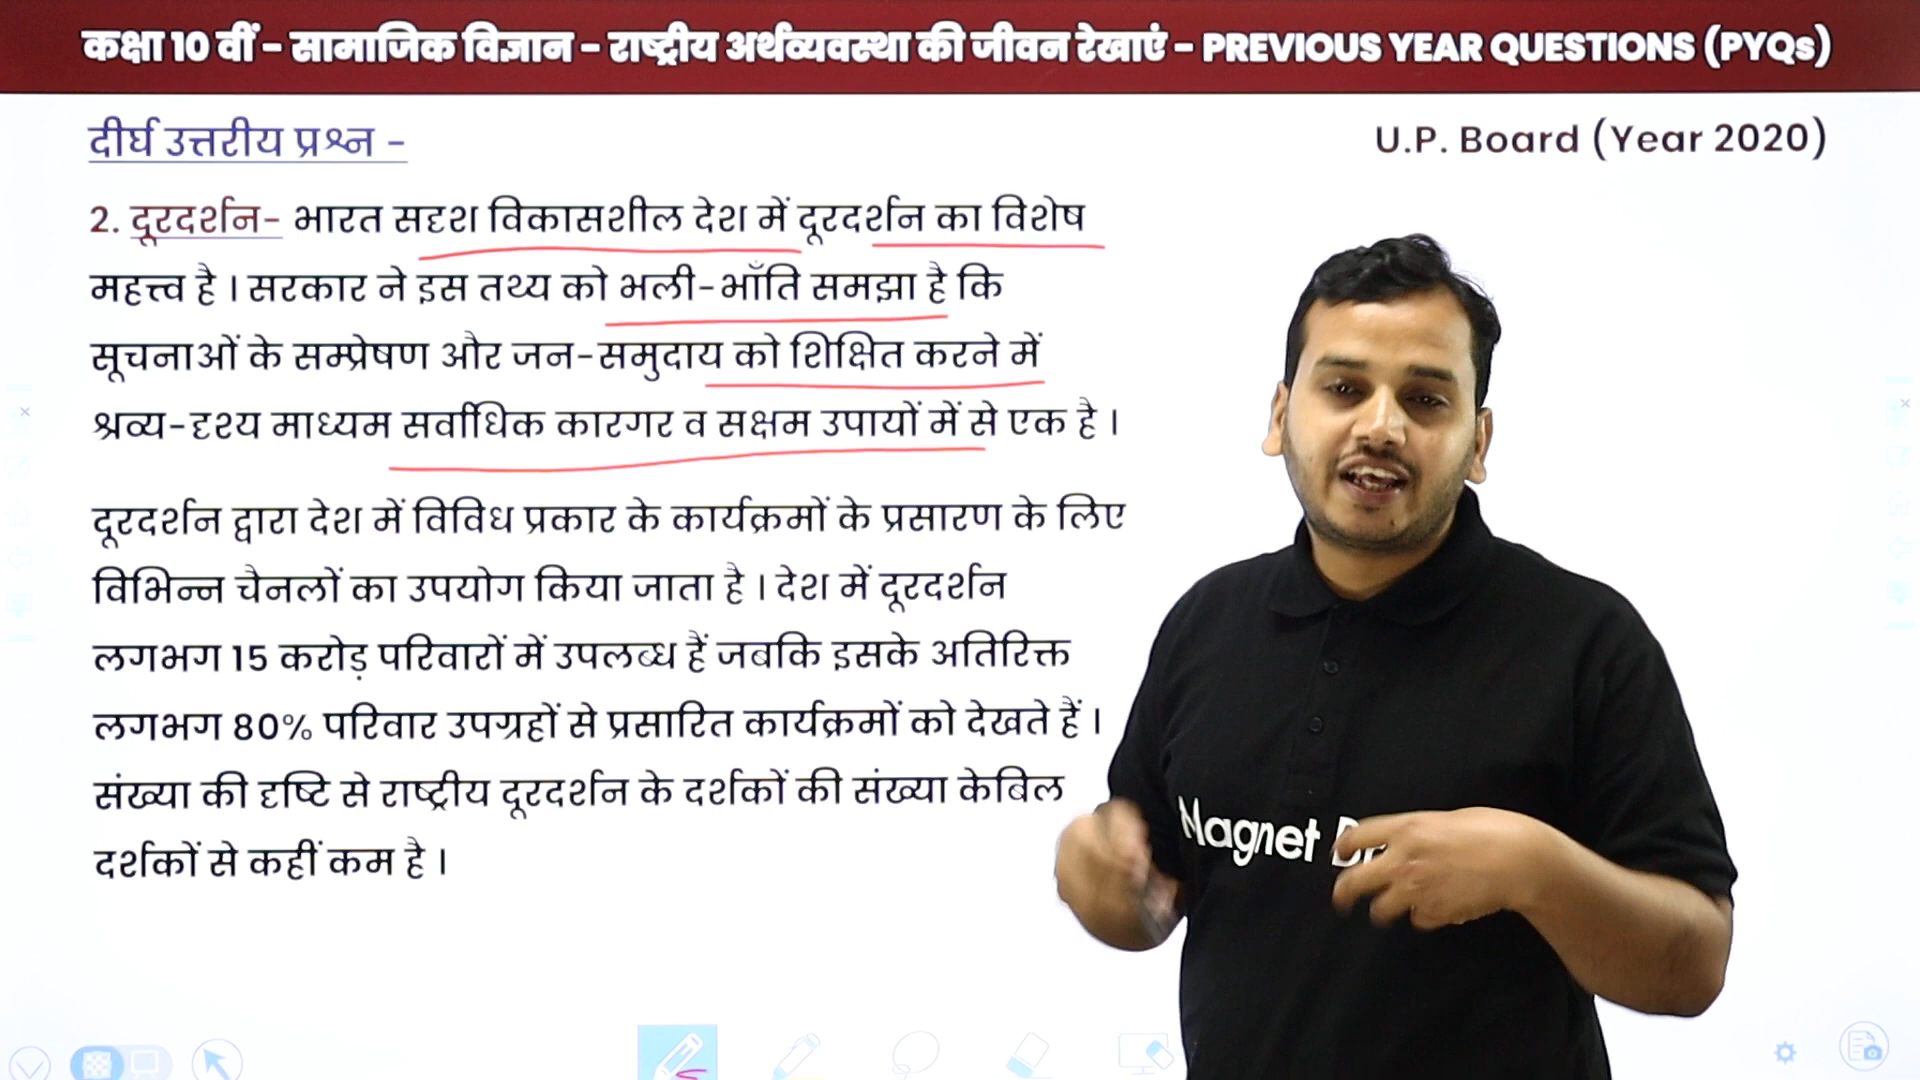 कक्षा 10 वीं - सामाजिक विज्ञान - राष्ट्रीय अर्थव्यवस्था की जीवन रेखाएं - PREVIOUS YEAR QUESTIONS (PYQs)
दीर्घ उत्तरीय प्रश्न -
U.P. Board (Year 2020)
2. दूरदर्शन- भारत सदृश विकासशील देश में दूरदर्शन का विशेष
महत्त्व है । सरकार ने इस तथ्य को भली-भाँति समझा है कि
सूचनाओं के सम्प्रेषण और जन-समुदाय को शिक्षित करने में
श्रव्य-दृश्य माध्यम सर्वाधिक कारगर व सक्षम उपायों में से एक है ।
दूरदर्शन द्वारा देश में विविध प्रकार के कार्यक्रमों के प्रसारण के लिए
विभिन्न चैनलों का उपयोग किया जाता है । देश में दूरदर्शन
लगभग 15 करोड़ परिवारों में उपलब्ध हैं जबकि इसके अतिरिक्त
लगभग 80% परिवार उपग्रहों से प्रसारित कार्यक्रमों को देखते हैं ।
संख्या की दृष्टि से राष्ट्रीय दूरदर्शन के दर्शकों की संख्या केबिल
दर्शकों से कहीं कम है ।
Magnet